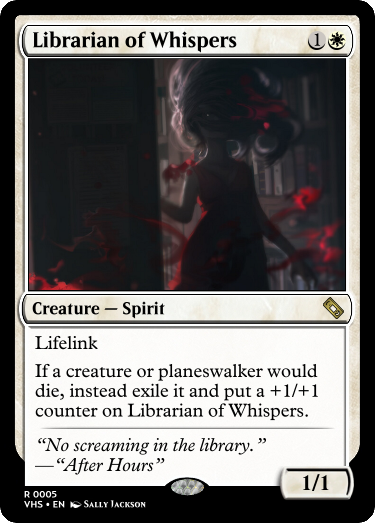 Librarian of Whispers 1
Creature — Spirit
Lifelink
If a creature or planeswalker would
die, instead exile it and put a +1/+1
counter on Librarian of Whispers.
“No screaming in the library.”
—“After Hours”
1/1
R 0005
VHS • EN Sally Jackson